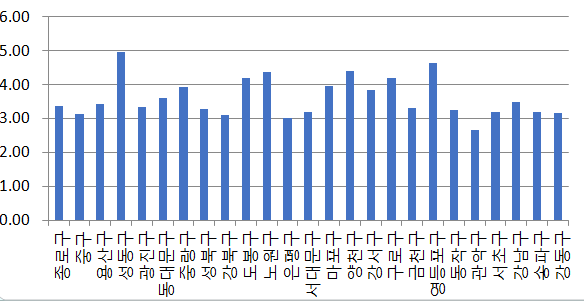 6.00
5.00
4.00
3.00
2.00
1.00
0.00
종로구
중구
용산구
성동구
광진구
동대문구
중랑구
성북구
강북구
도봉구
노원구
은평구
서대문구
마포구
양천구
강서구
구로구
금천구
영등포구
동작구
관악구
서초구
강남구
송파구
강동구